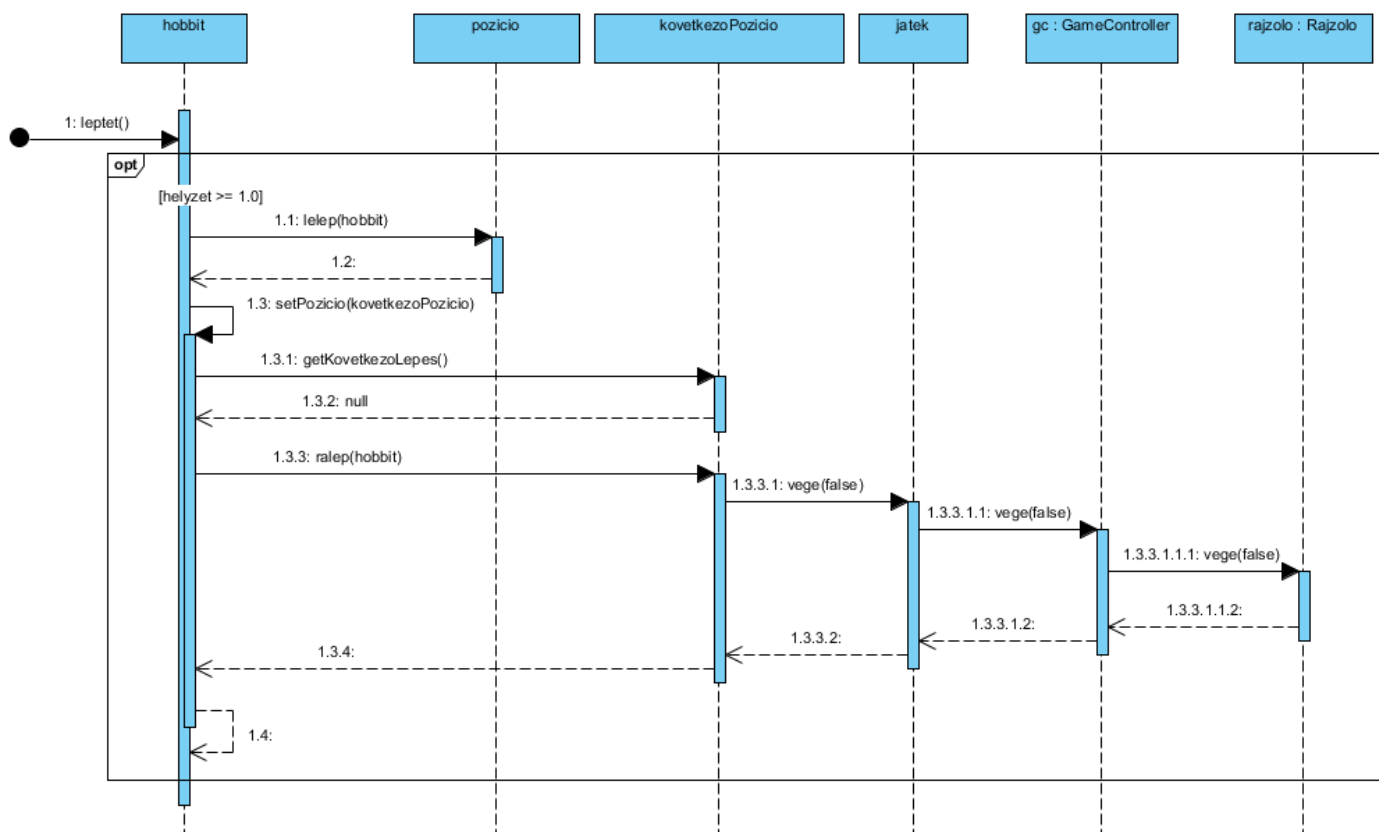 hobbit
pozicio
kovetkezoPozicio
jatek
gc : GameController
rajzolo : Rajzolo
1: leptet()
opt
[helyzet >= 1.0]
1.1: lelep(hobbit)
1.2:
1.3: setPozicio(kovetkezoPozicio)
1.3.1: getKovetkezoLepes()
1.3.2: null
1.3.3: ralep(hobbit)
1.3.3.1: vege(false)
1.3.3.1.1: vege(false)
1.3.3.1.1.1: vege(false)
1.3.3.1.1.2:
1.3.3.1.2:
1.3.3.2:
1.3.4:
1.4: